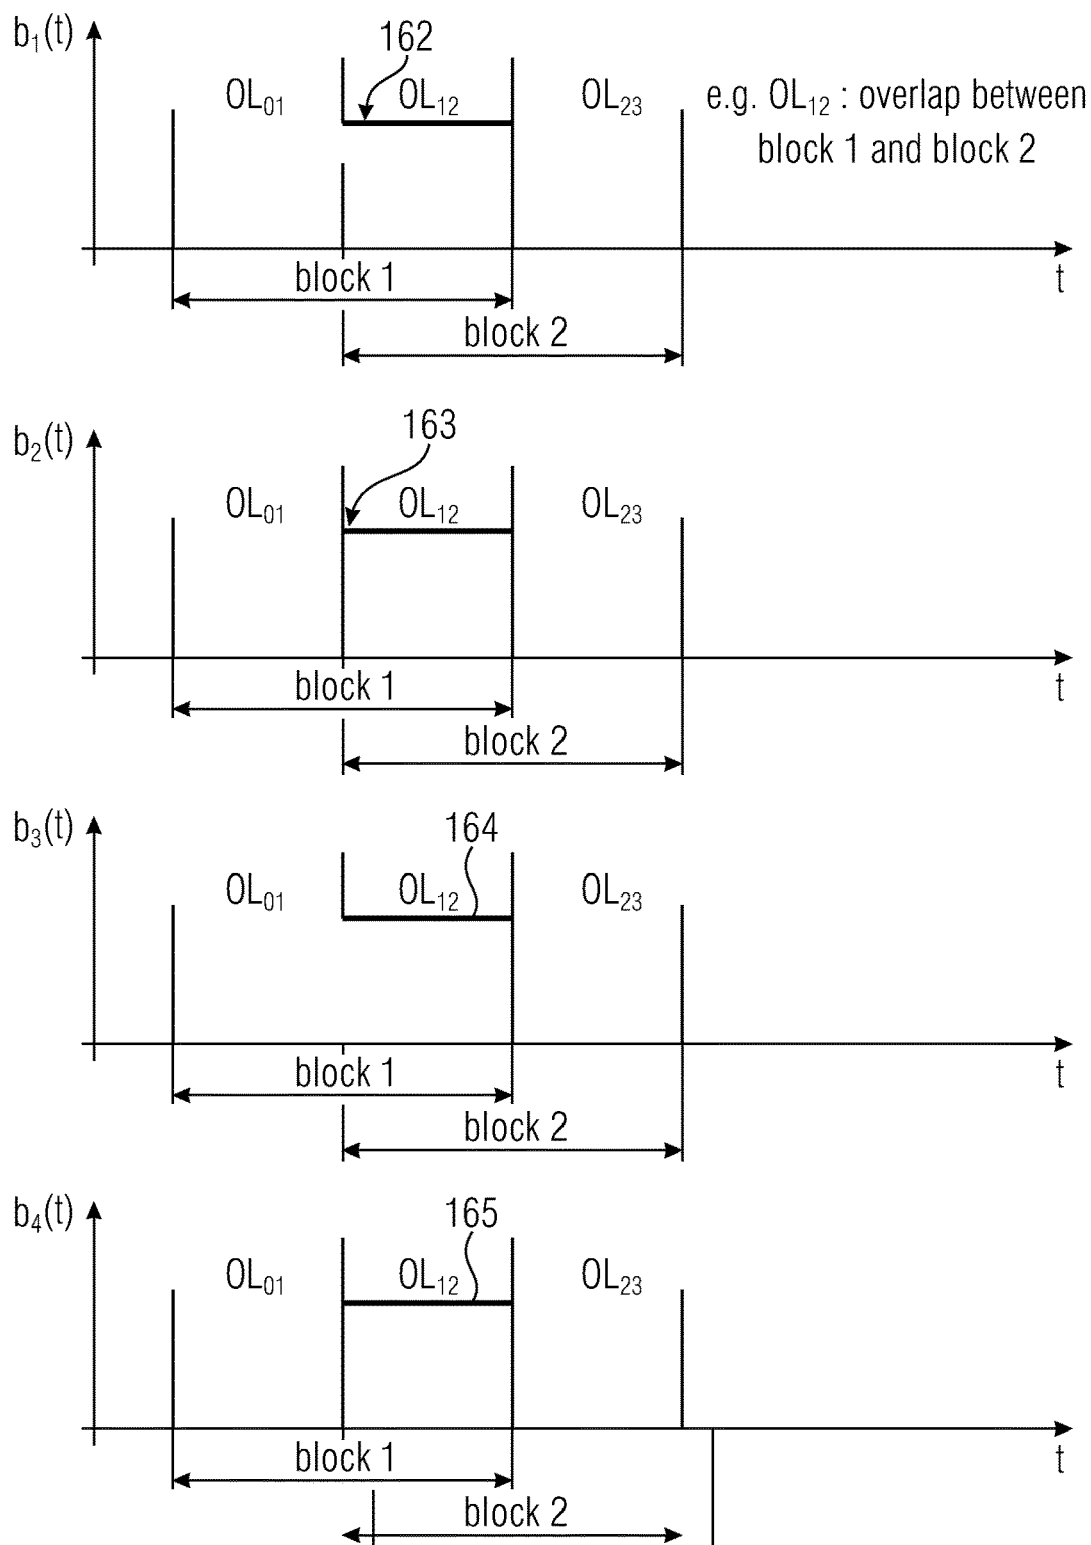 b₁(t)
162
OL₀₁ OL₁₂ OL₂₃
e.g. OL₁₂ : overlap between
block 1 and block 2
t
block 1
block 2
b₂(t)
163
OL₀₁ OL₁₂ OL₂₃
t
block 1
block 2
b₃(t)
164
OL₀₁ OL₁₂ OL₂₃
t
block 1
block 2
b₄(t)
165
OL₀₁ OL₁₂ OL₂₃
t
block 1
block 2